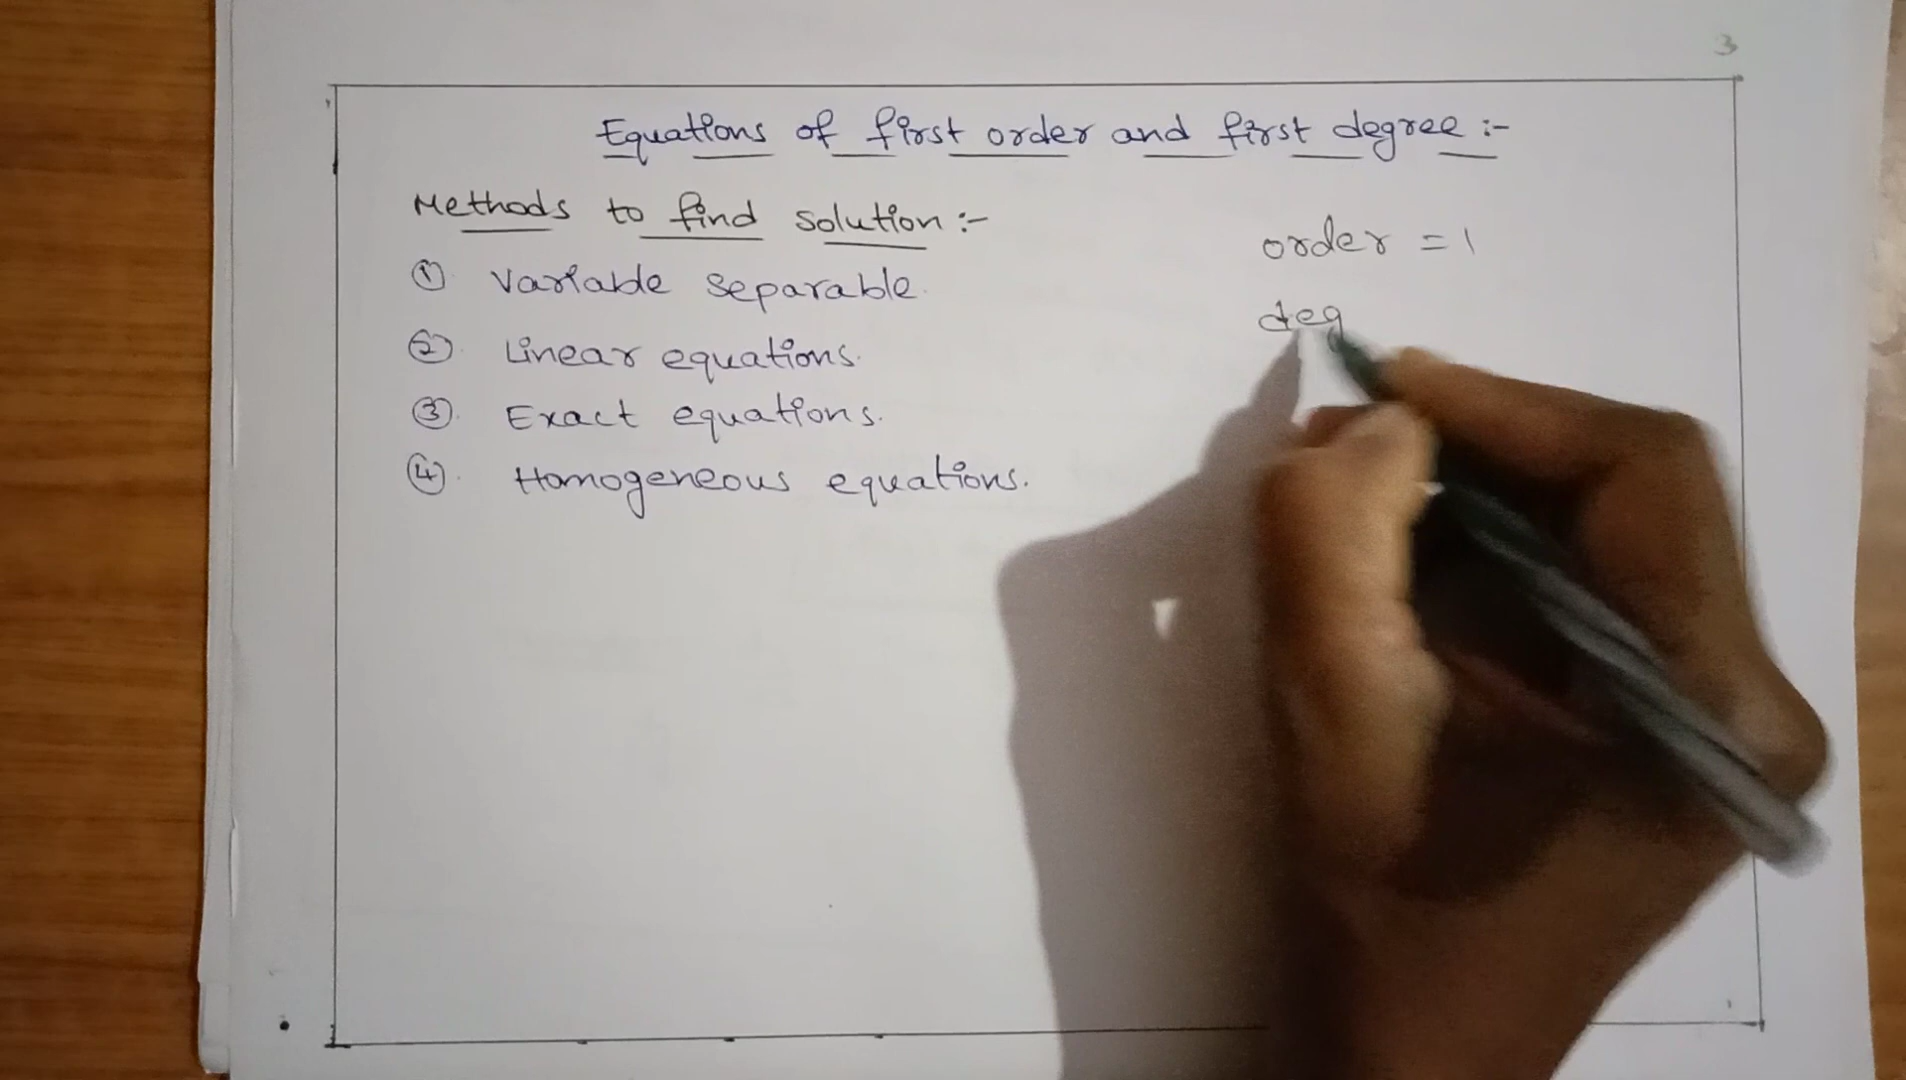 3
Equations of first order and first degree :-
Methods to find solution :-
① Variable separable.
② Linear equations.
③ Exact equations.
④ Homogeneous equations.
order = 1
deg